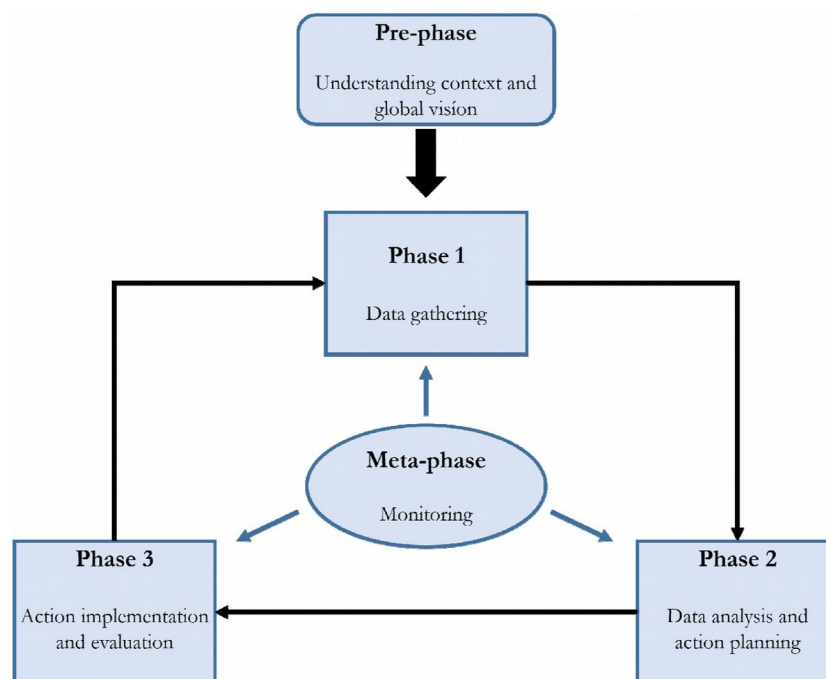 Pre-phase
Understanding context and
global vision
Phase 1
Data gathering
Meta-phase
Monitoring
Phase 3
Action implementation
and evaluation
Phase 2
Data analysis and
action planning